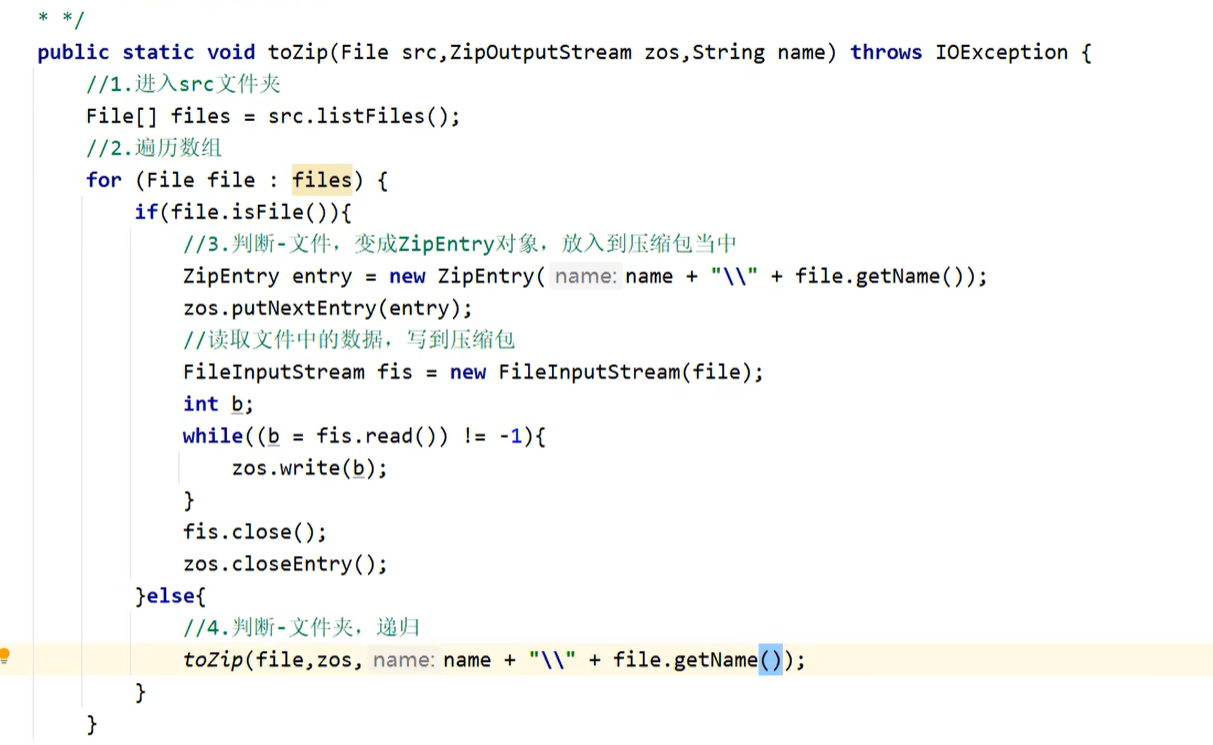 * */
public static void toZip(File src,ZipOutputStream zos,String name) throws IOException {
//1.进入src文件夹
File[] files = src.listFiles();
//2.遍历数组
for (File file : files) {
if(file.isFile()){
//3.判断-文件，变成ZipEntry对象，放入到压缩包当中
ZipEntry entry = new ZipEntry( name: name + "\\" + file.getName());
zos.putNextEntry(entry);
//读取文件中的数据，写到压缩包
FileInputStream fis = new FileInputStream(file);
int b;
while((b = fis.read()) != -1){
zos.write(b);
}
fis.close();
zos.closeEntry();
}else{
//4.判断-文件夹，递归
toZip(file,zos, name: name + "\\" + file.getName());
}
}